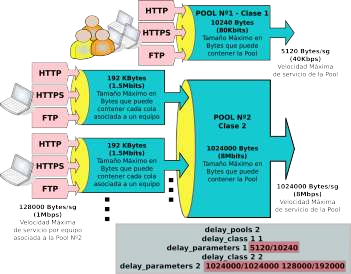 HTTP
HTTPS
FTP
POOL Nº1 - Clase 1
10240 Bytes
(80Kbits)
Tamaño Máximo en
Bytes que puede
contener la Pool
5120 Bytes/sg
(40Kbps)
Velocidad Máxima
de servicio de la Pool
HTTP
HTTPS
FTP
192 KBytes
(1.5Mbits)
Tamaño Máximo en
Bytes que puede
contener cada cola
asociada a un equipo
HTTP
HTTPS
FTP
192 KBytes
(1.5Mbits)
Tamaño Máximo en
Bytes que puede
contener cada cola
asociada a un equipo
POOL Nº2
Clase 2
1024000 Bytes
(8Mbits)
Tamaño Máximo en
Bytes que puede
contener la Pool
1024000 Bytes/sg
(8Mbps)
Velocidad Máxima
de servicio de la Pool
128000 Bytes/sg
(1Mbps)
Velocidad Máxima
de servicio por equipo
asociada a la Pool Nº2
delay_pools 2
delay_class 1 1
delay_parameters 1 5120/10240
delay_class 2 2
delay_parameters 2 1024000/1024000 128000/192000